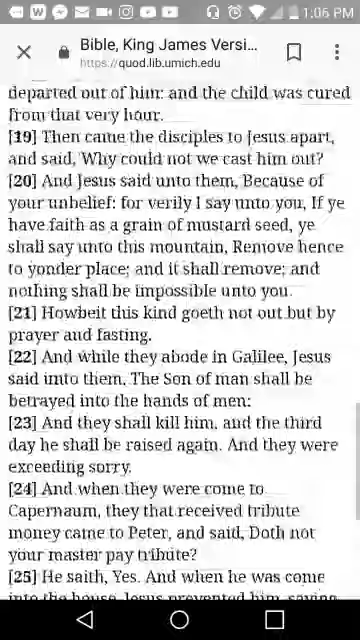 1:06 PM
Bible, King James Versi...
https://quod.lib.umich.edu
departed out of him: and the child was cured
from that very hour.
[19] Then came the disciples to Jesus apart,
and said, Why could not we cast him out?
[20] And Jesus said unto them, Because of
your unbelief: for verily I say unto you, If ye
have faith as a grain of mustard seed, ye
shall say unto this mountain, Remove hence
to yonder place; and it shall remove; and
nothing shall be impossible unto you.
[21] Howbeit this kind goeth not out but by
prayer and fasting.
[22] And while they abode in Galilee, Jesus
said unto them, The Son of man shall be
betrayed into the hands of men:
[23] And they shall kill him, and the third
day he shall be raised again. And they were
exceeding sorry.
[24] And when they were come to
Capernaum, they that received tribute
money came to Peter, and said, Doth not
your master pay tribute?
[25] He saith, Yes. And when he was come
into the house, Jesus prevented him, saying